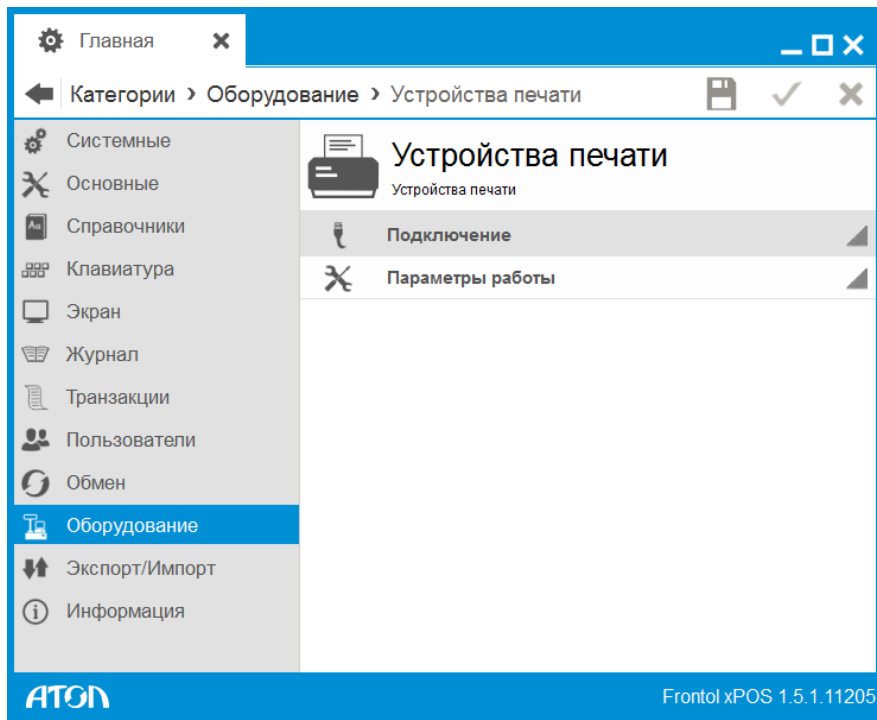 Главная
Категории › Оборудование › Устройства печати
Системные
Основные
Справочники
Клавиатура
Экран
Журнал
Транзакции
Пользователи
Обмен
Оборудование
Экспорт/Импорт
Информация
Устройства печати
Устройства печати
Подключение
Параметры работы
АТОЛ
Frontol xPOS 1.5.1.11205